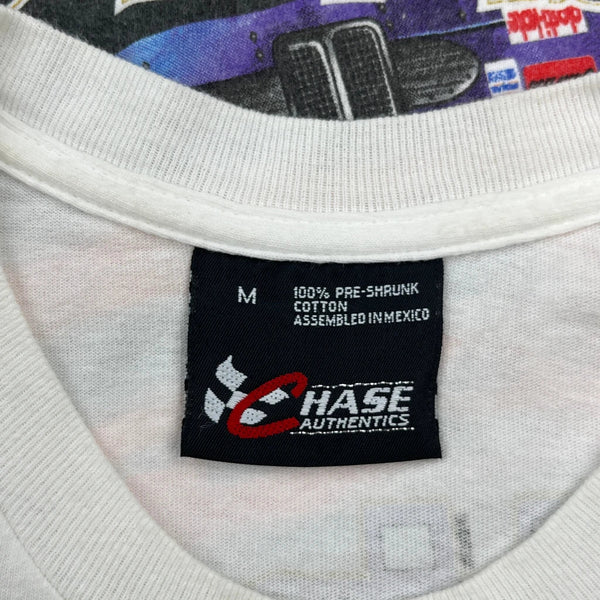 M
100% PRE-SHRUNK
COTTON
ASSEMBLED IN MEXICO
CHASE
AUTHENTICS